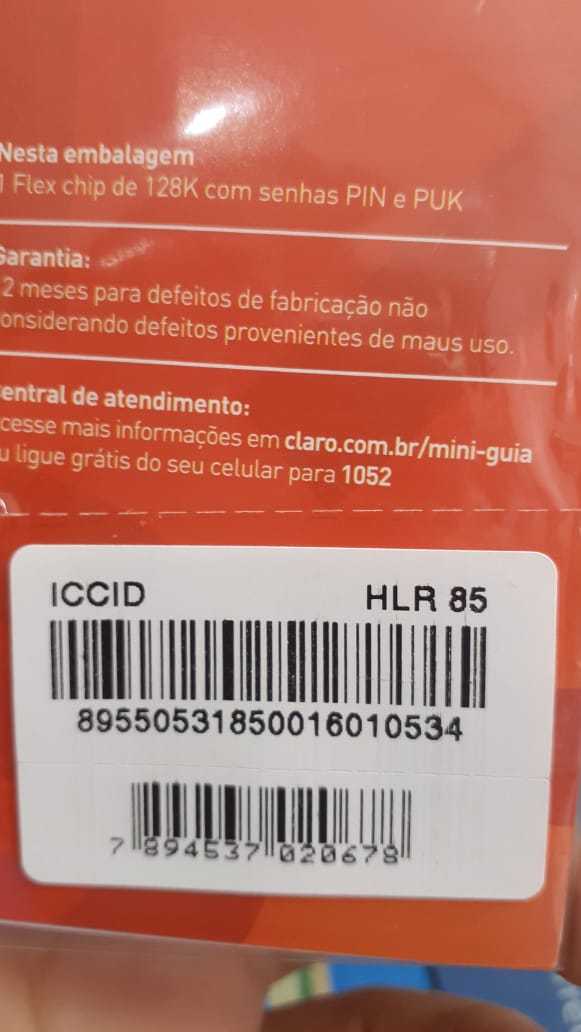 Nesta embalagem
1 Flex chip de 128K com senhas PIN e PUK
Garantia:
2 meses para defeitos de fabricação não
onsiderando defeitos provenientes de maus uso.
entral de atendimento:
cesse mais informações em claro.com.br/mini-guia
u ligue grátis do seu celular para 1052
ICCID HLR 85
89550531850016010534
7 894537 020678